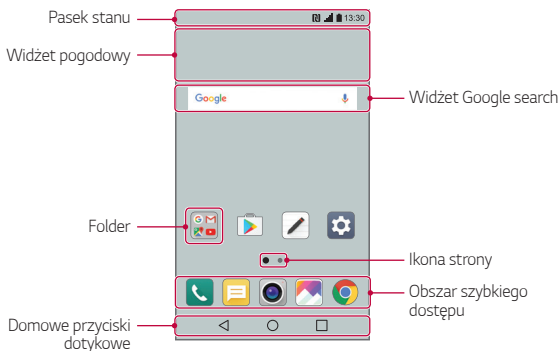 Pasek stanu
13:30
Widżet pogodowy
Google
Widżet Google search
Folder
Ikona strony
Obszar szybkiego
dostępu
Domowe przyciski
dotykowe